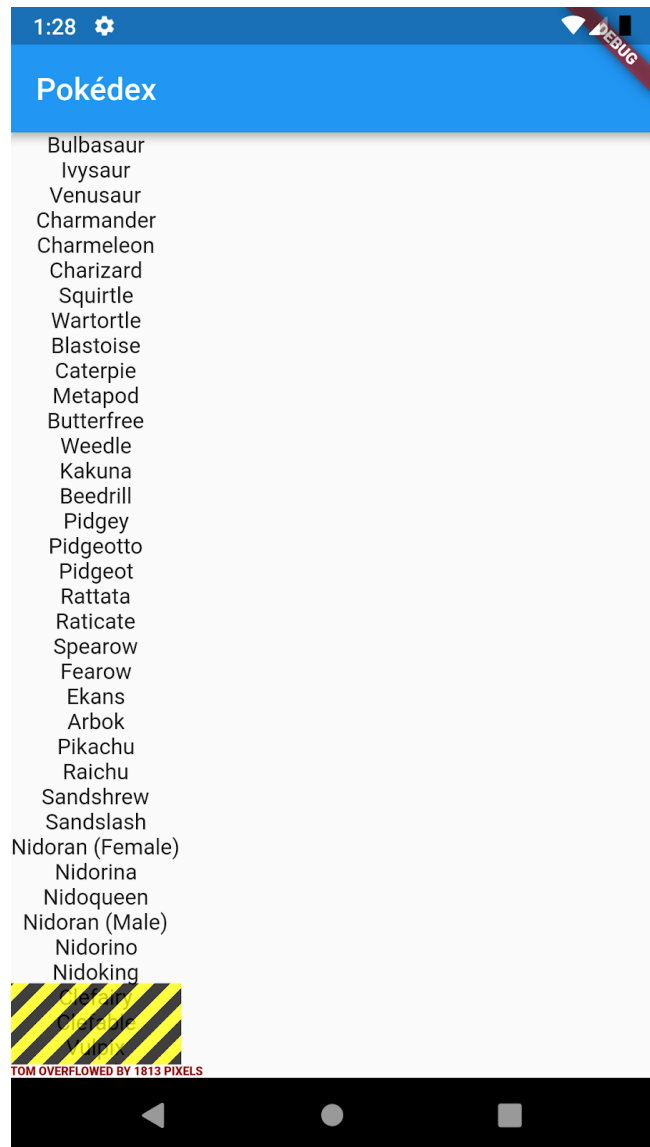 1:28
DEBUG
Pokédex
Bulbasaur
Ivysaur
Venusaur
Charmander
Charmeleon
Charizard
Squirtle
Wartortle
Blastoise
Caterpie
Metapod
Butterfree
Weedle
Kakuna
Beedrill
Pidgey
Pidgeotto
Pidgeot
Rattata
Raticate
Spearow
Fearow
Ekans
Arbok
Pikachu
Raichu
Sandshrew
Sandslash
Nidoran (Female)
Nidorina
Nidoqueen
Nidoran (Male)
Nidorino
Nidoking
Clefairy
Clefable
Vulpix
TOM OVERFLOWED BY 1813 PIXELS